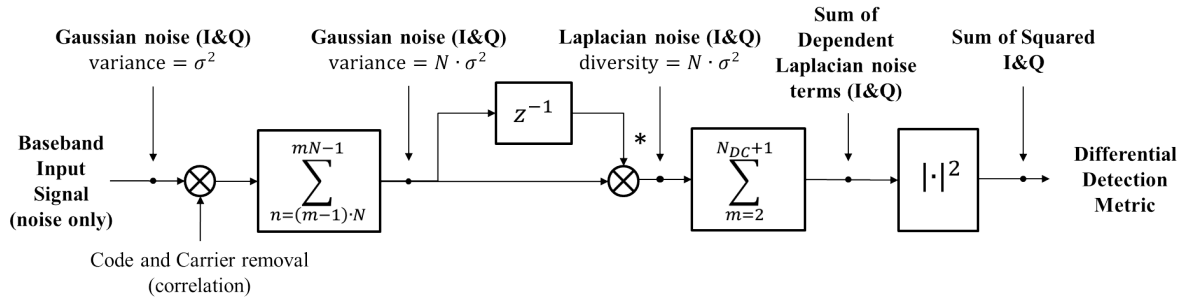 Gaussian noise (I&Q)
variance = σ²
Gaussian noise (I&Q)
variance = N · σ²
Laplacian noise (I&Q)
diversity = N · σ²
Sum of
Dependent
Laplacian noise
terms (I&Q)
Sum of Squared
I&Q
z⁻¹
*
Baseband
Input
Signal
(noise only)
mN−1
∑
n=(m−1)·N
N_DC+1
∑
m=2
|·|²
Differential
Detection
Metric
Code and Carrier removal
(correlation)